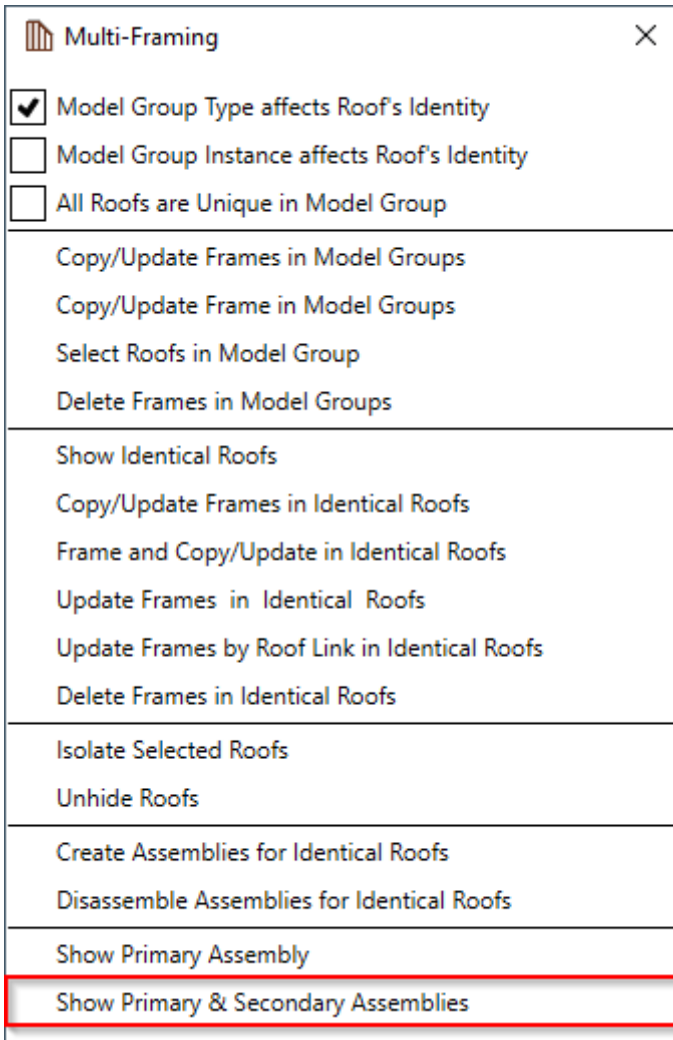 Multi-Framing
Model Group Type affects Roof's Identity
Model Group Instance affects Roof's Identity
All Roofs are Unique in Model Group
Copy/Update Frames in Model Groups
Copy/Update Frame in Model Groups
Select Roofs in Model Group
Delete Frames in Model Groups
Show Identical Roofs
Copy/Update Frames in Identical Roofs
Frame and Copy/Update in Identical Roofs
Update Frames  in  Identical  Roofs
Update Frames by Roof Link in Identical Roofs
Delete Frames in Identical Roofs
Isolate Selected Roofs
Unhide Roofs
Create Assemblies for Identical Roofs
Disassemble Assemblies for Identical Roofs
Show Primary Assembly
Show Primary & Secondary Assemblies